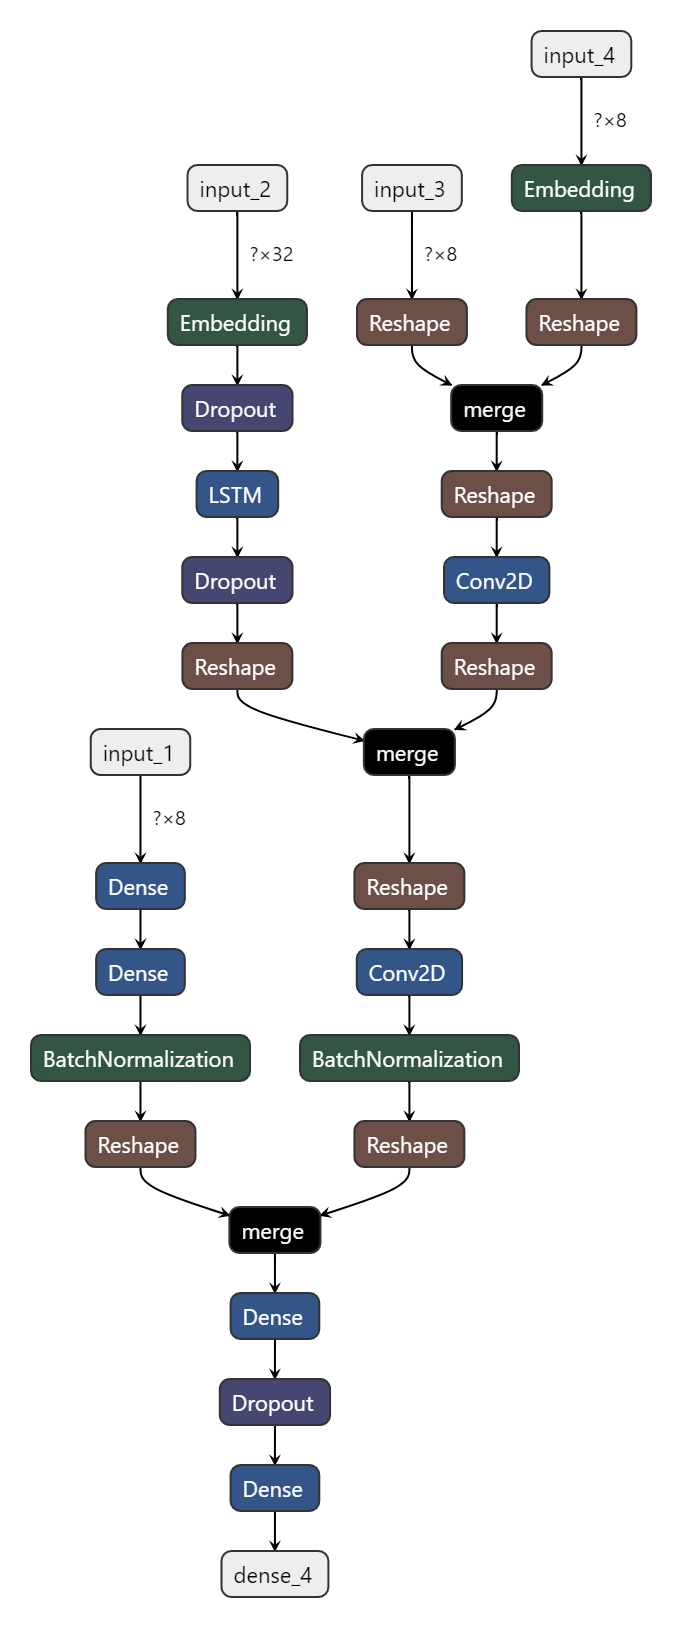 input_4
?×8
input_2
input_3
Embedding
?×32
?×8
Embedding
Reshape
Reshape
Dropout
merge
LSTM
Reshape
Dropout
Conv2D
Reshape
Reshape
input_1
merge
?×8
Dense
Reshape
Dense
Conv2D
BatchNormalization
BatchNormalization
Reshape
Reshape
merge
Dense
Dropout
Dense
dense_4